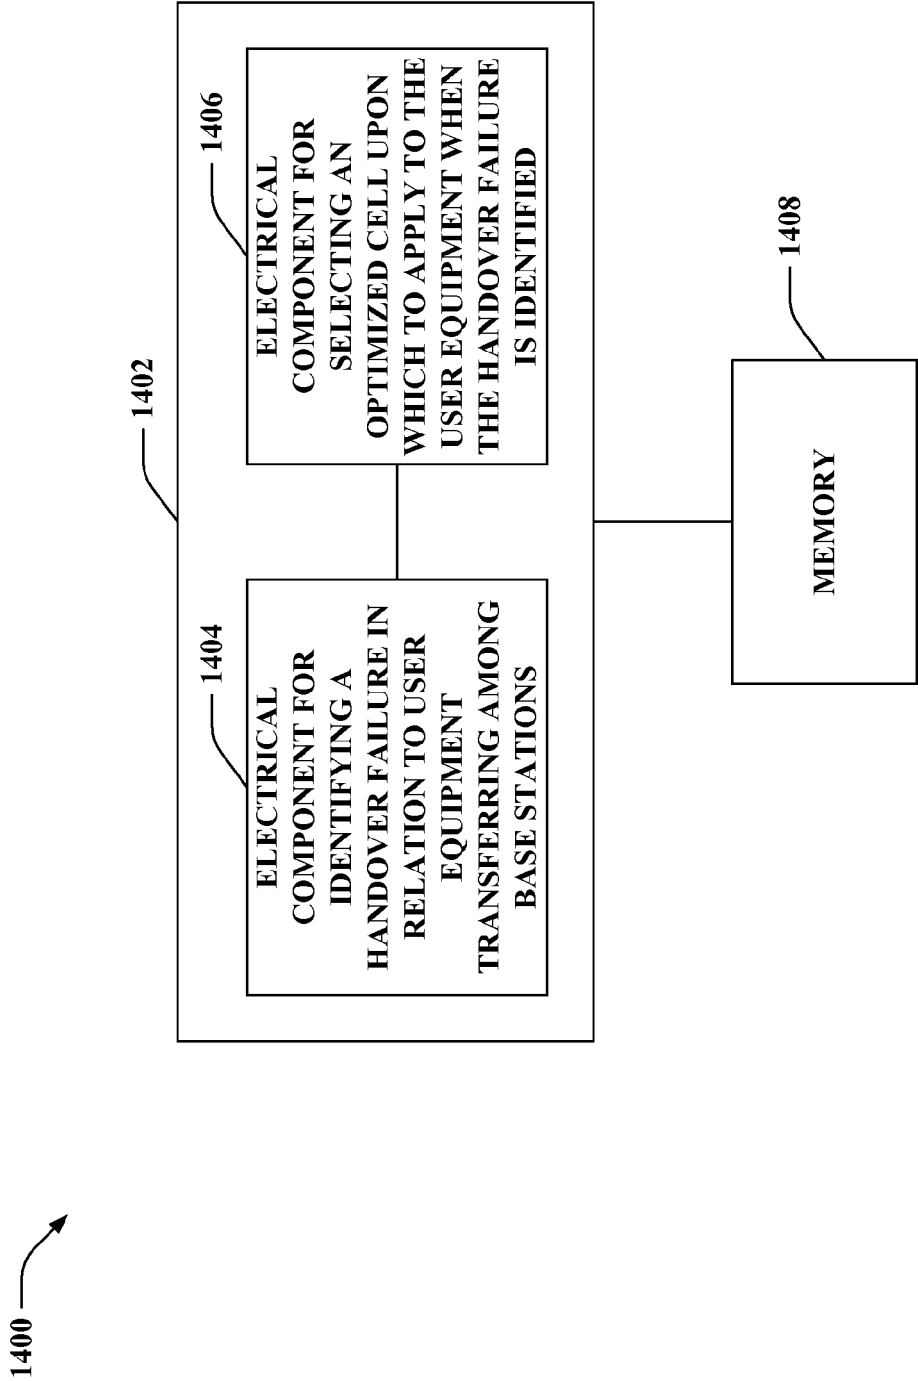 1400
1402
1404
ELECTRICAL
COMPONENT FOR
IDENTIFYING A
HANDOVER FAILURE IN
RELATION TO USER
EQUIPMENT
TRANSFERRING AMONG
BASE STATIONS
1406
ELECTRICAL
COMPONENT FOR
SELECTING AN
OPTIMIZED CELL UPON
WHICH TO APPLY TO THE
USER EQUIPMENT WHEN
THE HANDOVER FAILURE
IS IDENTIFIED
1408
MEMORY